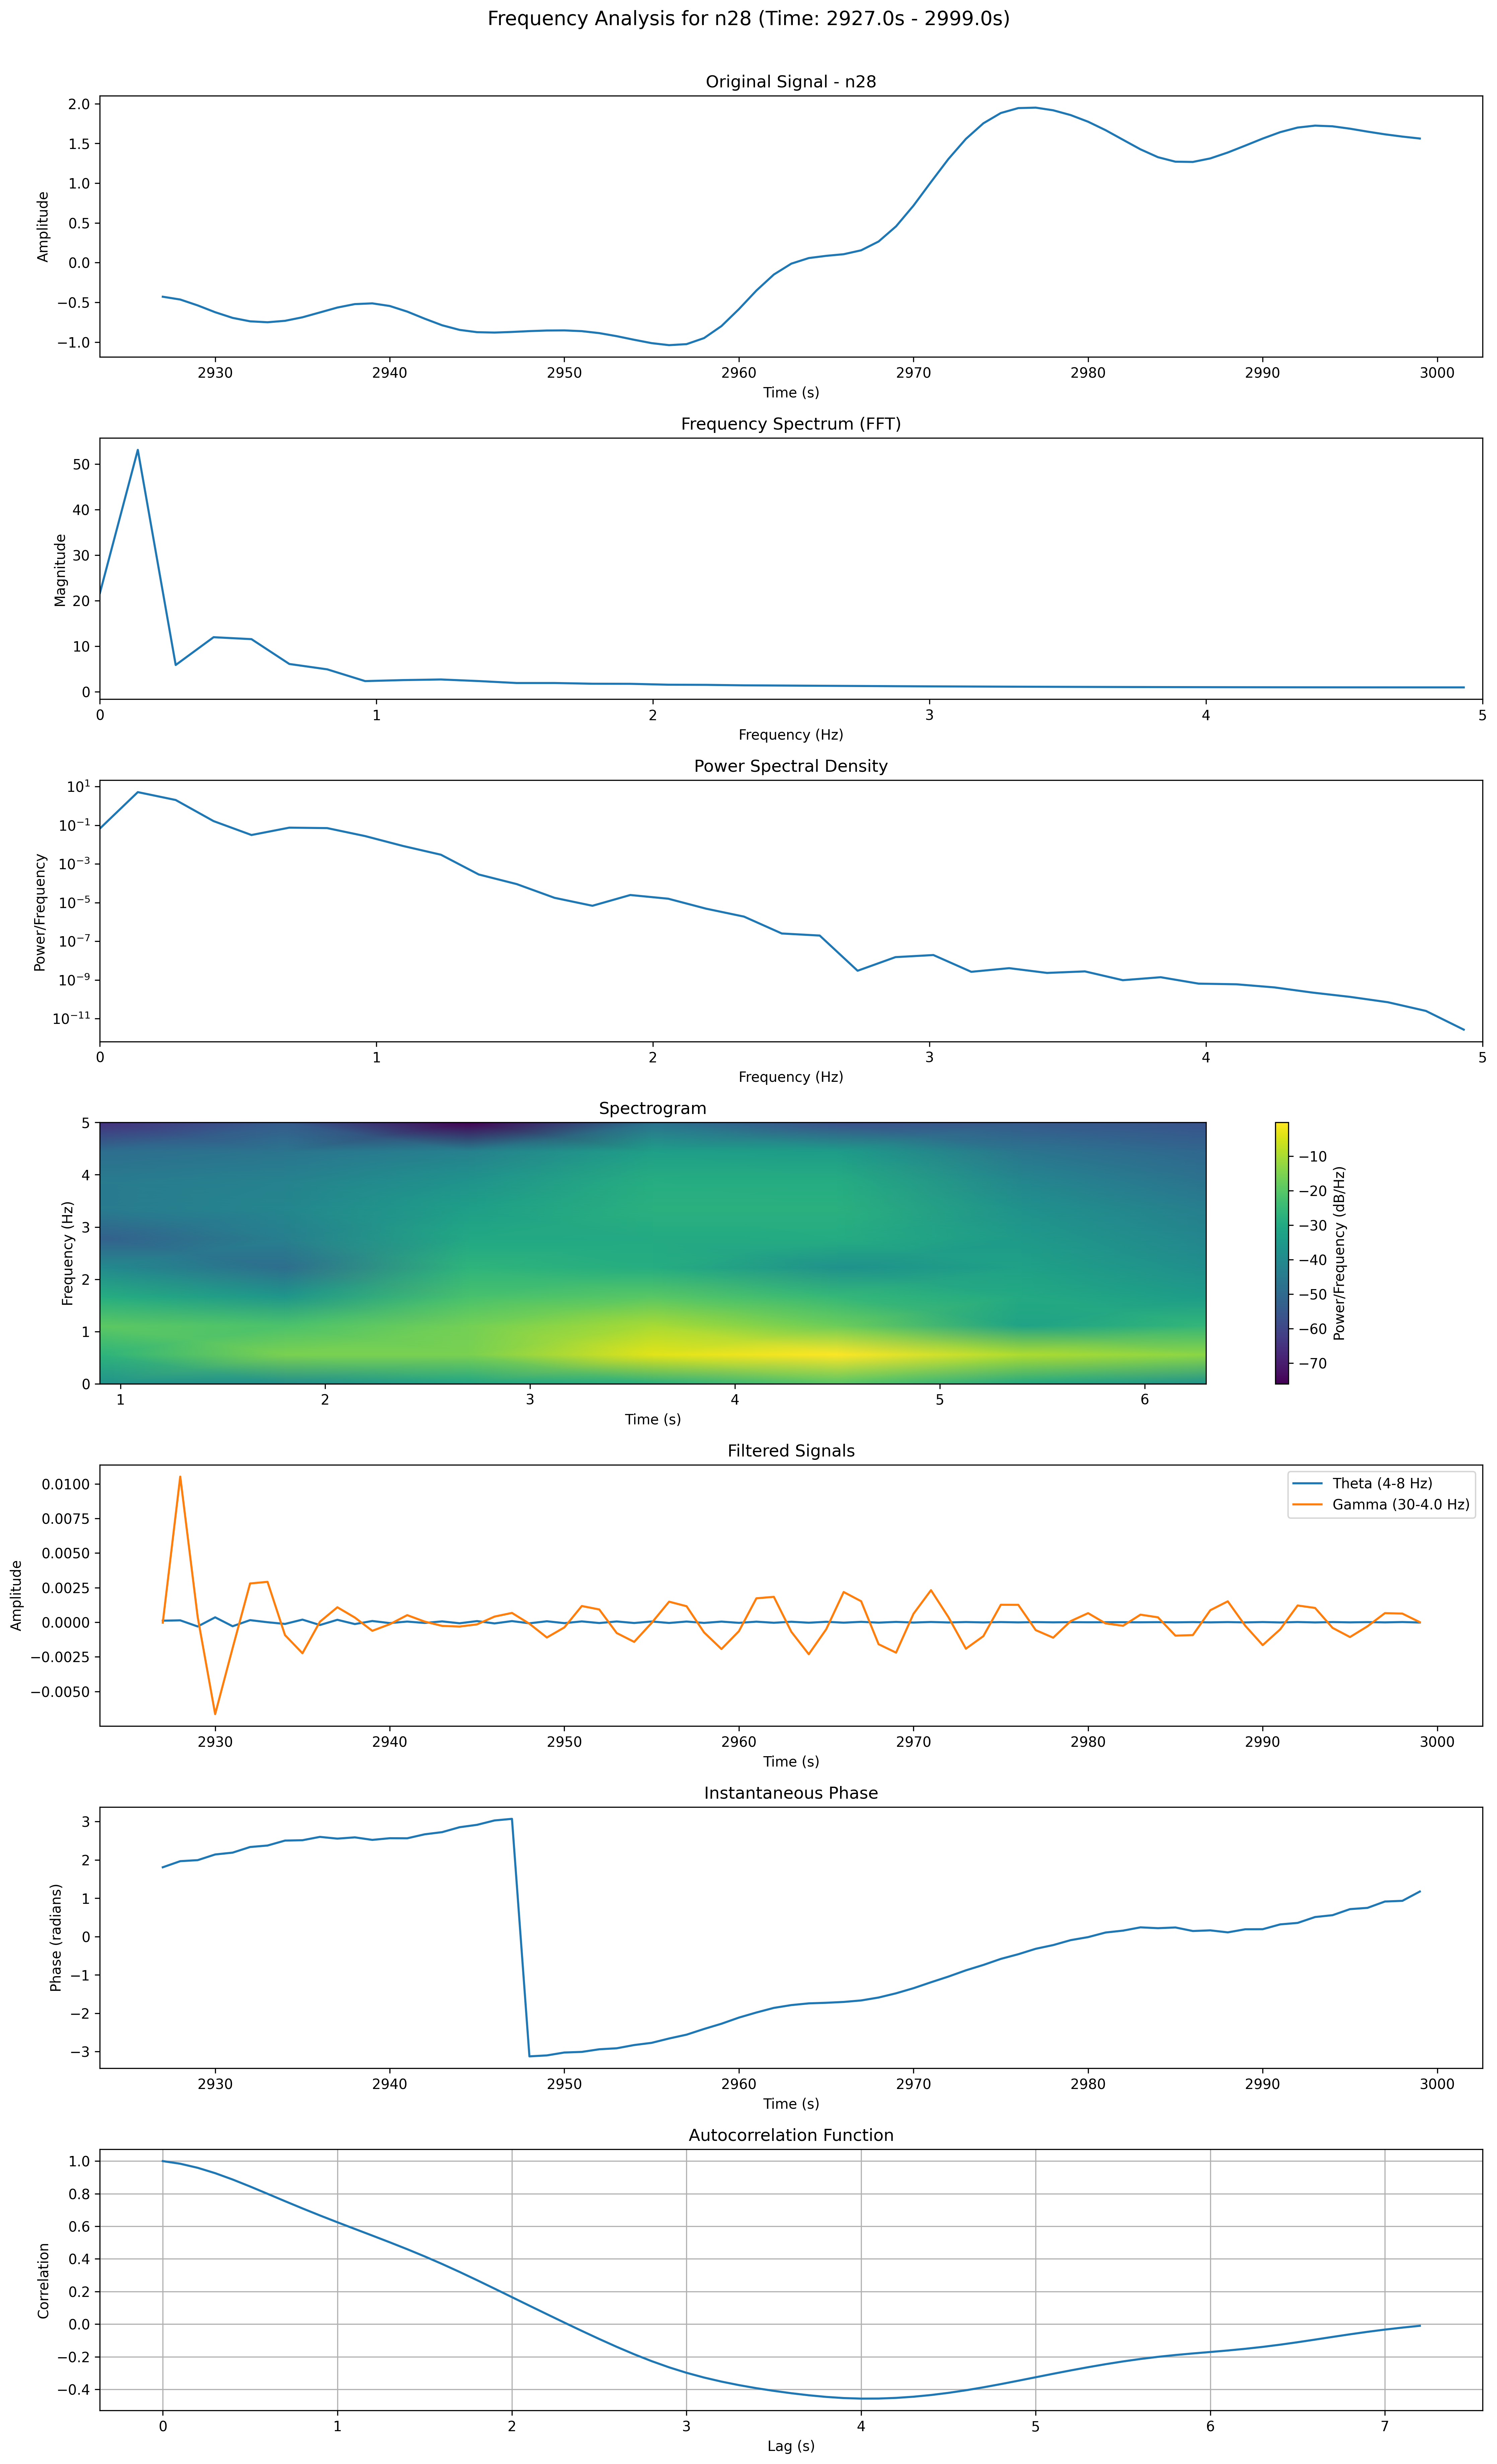 Frequency Analysis for n28 (Time: 2927.0s - 2999.0s)
Original Signal - n28
Amplitude
2.0
1.5
1.0
0.5
0.0
−0.5
−1.0
2930 2940 2950 2960 2970 2980 2990 3000
Time (s)
Frequency Spectrum (FFT)
Magnitude
50
40
30
20
10
0
0 1 2 3 4 5
Frequency (Hz)
Power Spectral Density
Power/Frequency
10¹
10⁻¹
10⁻³
10⁻⁵
10⁻⁷
10⁻⁹
10⁻¹¹
0 1 2 3 4 5
Frequency (Hz)
Spectrogram
Frequency (Hz)
5
4
3
2
1
0
1 2 3 4 5 6
Time (s)
−10
−20
−30
−40
−50
−60
−70
Power/Frequency (dB/Hz)
Filtered Signals
Amplitude
0.0100
0.0075
0.0050
0.0025
0.0000
−0.0025
−0.0050
Theta (4-8 Hz)
Gamma (30-4.0 Hz)
2930 2940 2950 2960 2970 2980 2990 3000
Time (s)
Instantaneous Phase
Phase (radians)
3
2
1
0
−1
−2
−3
2930 2940 2950 2960 2970 2980 2990 3000
Time (s)
Autocorrelation Function
Correlation
1.0
0.8
0.6
0.4
0.2
0.0
−0.2
−0.4
0 1 2 3 4 5 6 7
Lag (s)